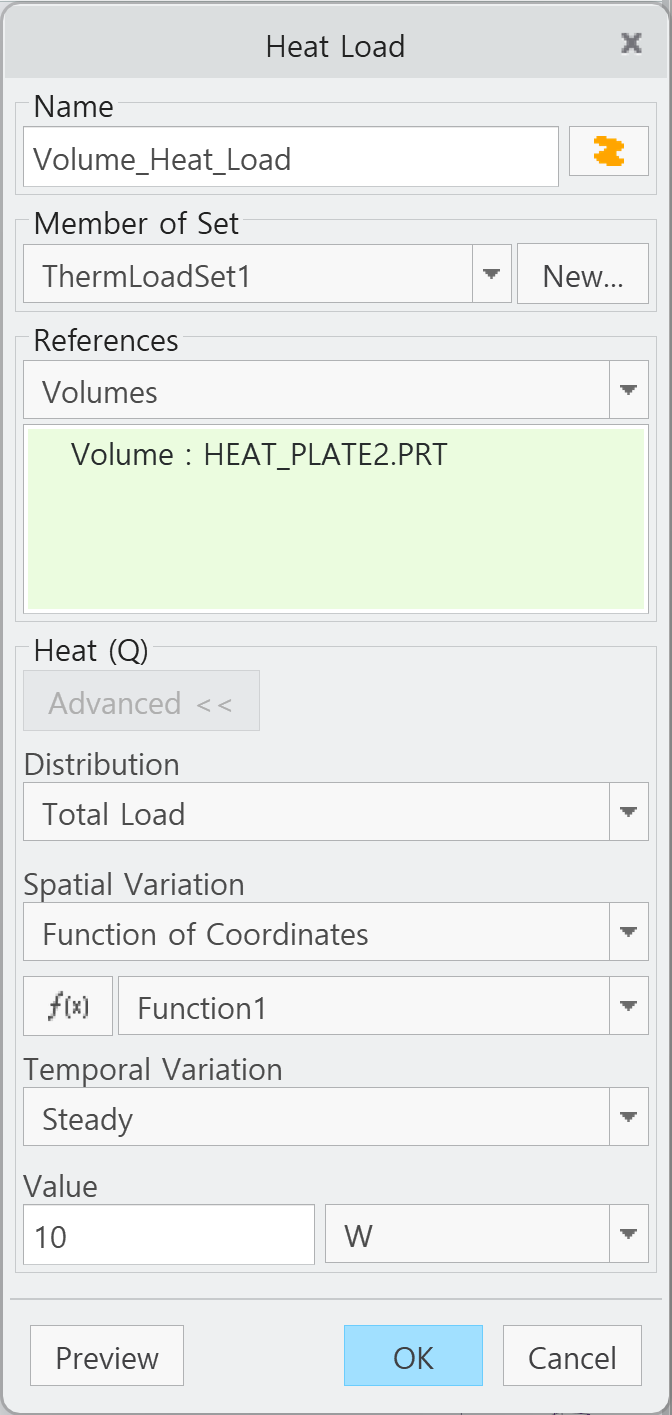 Heat Load
Name
Volume_Heat_Load
Member of Set
ThermLoadSet1
New...
References
Volumes
Volume : HEAT_PLATE2.PRT
Heat (Q)
Advanced <<
Distribution
Total Load
Spatial Variation
Function of Coordinates
f(x)
Function1
Temporal Variation
Steady
Value
10
W
Preview
OK
Cancel